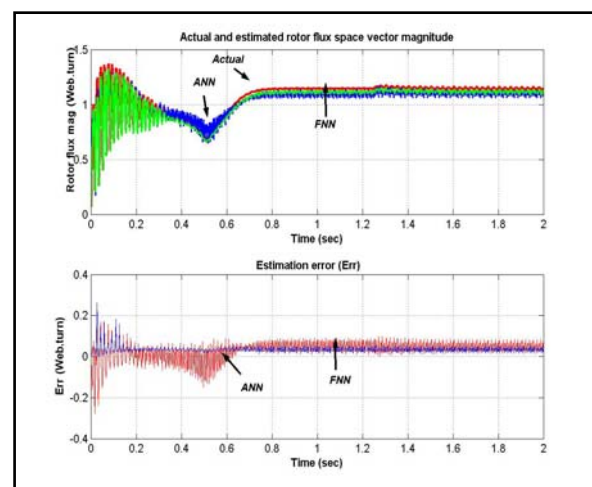 Actual and estimated rotor flux space vector magnitude
1.5
Actual
ANN
1
FNN
0.5
0
Rotor flux mag (Web.turn)
0 0.2 0.4 0.6 0.8 1 1.2 1.4 1.6 1.8 2
Time (sec)
Estimation error (Err)
0.4
0.2
0
ANN
FNN
-0.2
-0.4
Err (Web.turn)
0 0.2 0.4 0.6 0.8 1 1.2 1.4 1.6 1.8 2
Time (sec)